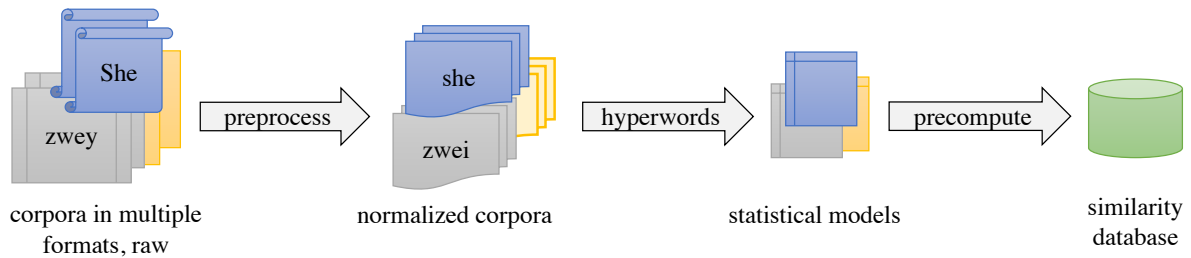 She
zwey
preprocess
she
zwei
hyperwords
precompute
corpora in multiple
formats, raw
normalized corpora
statistical models
similarity
database